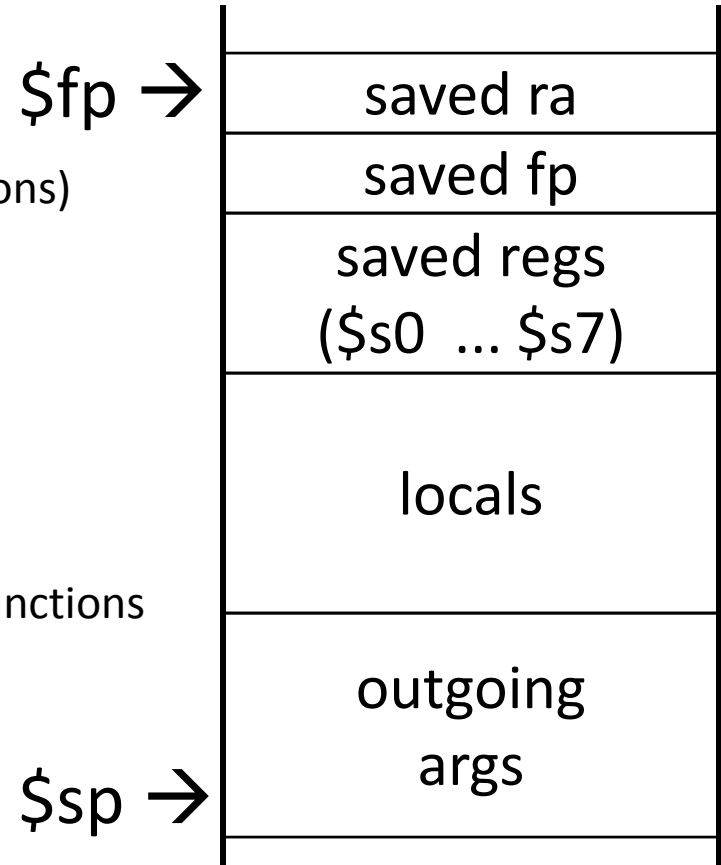 $fp → saved ra
ons)
saved fp
saved regs
($s0 ... $s7)
locals
nctions
outgoing
args
$sp →